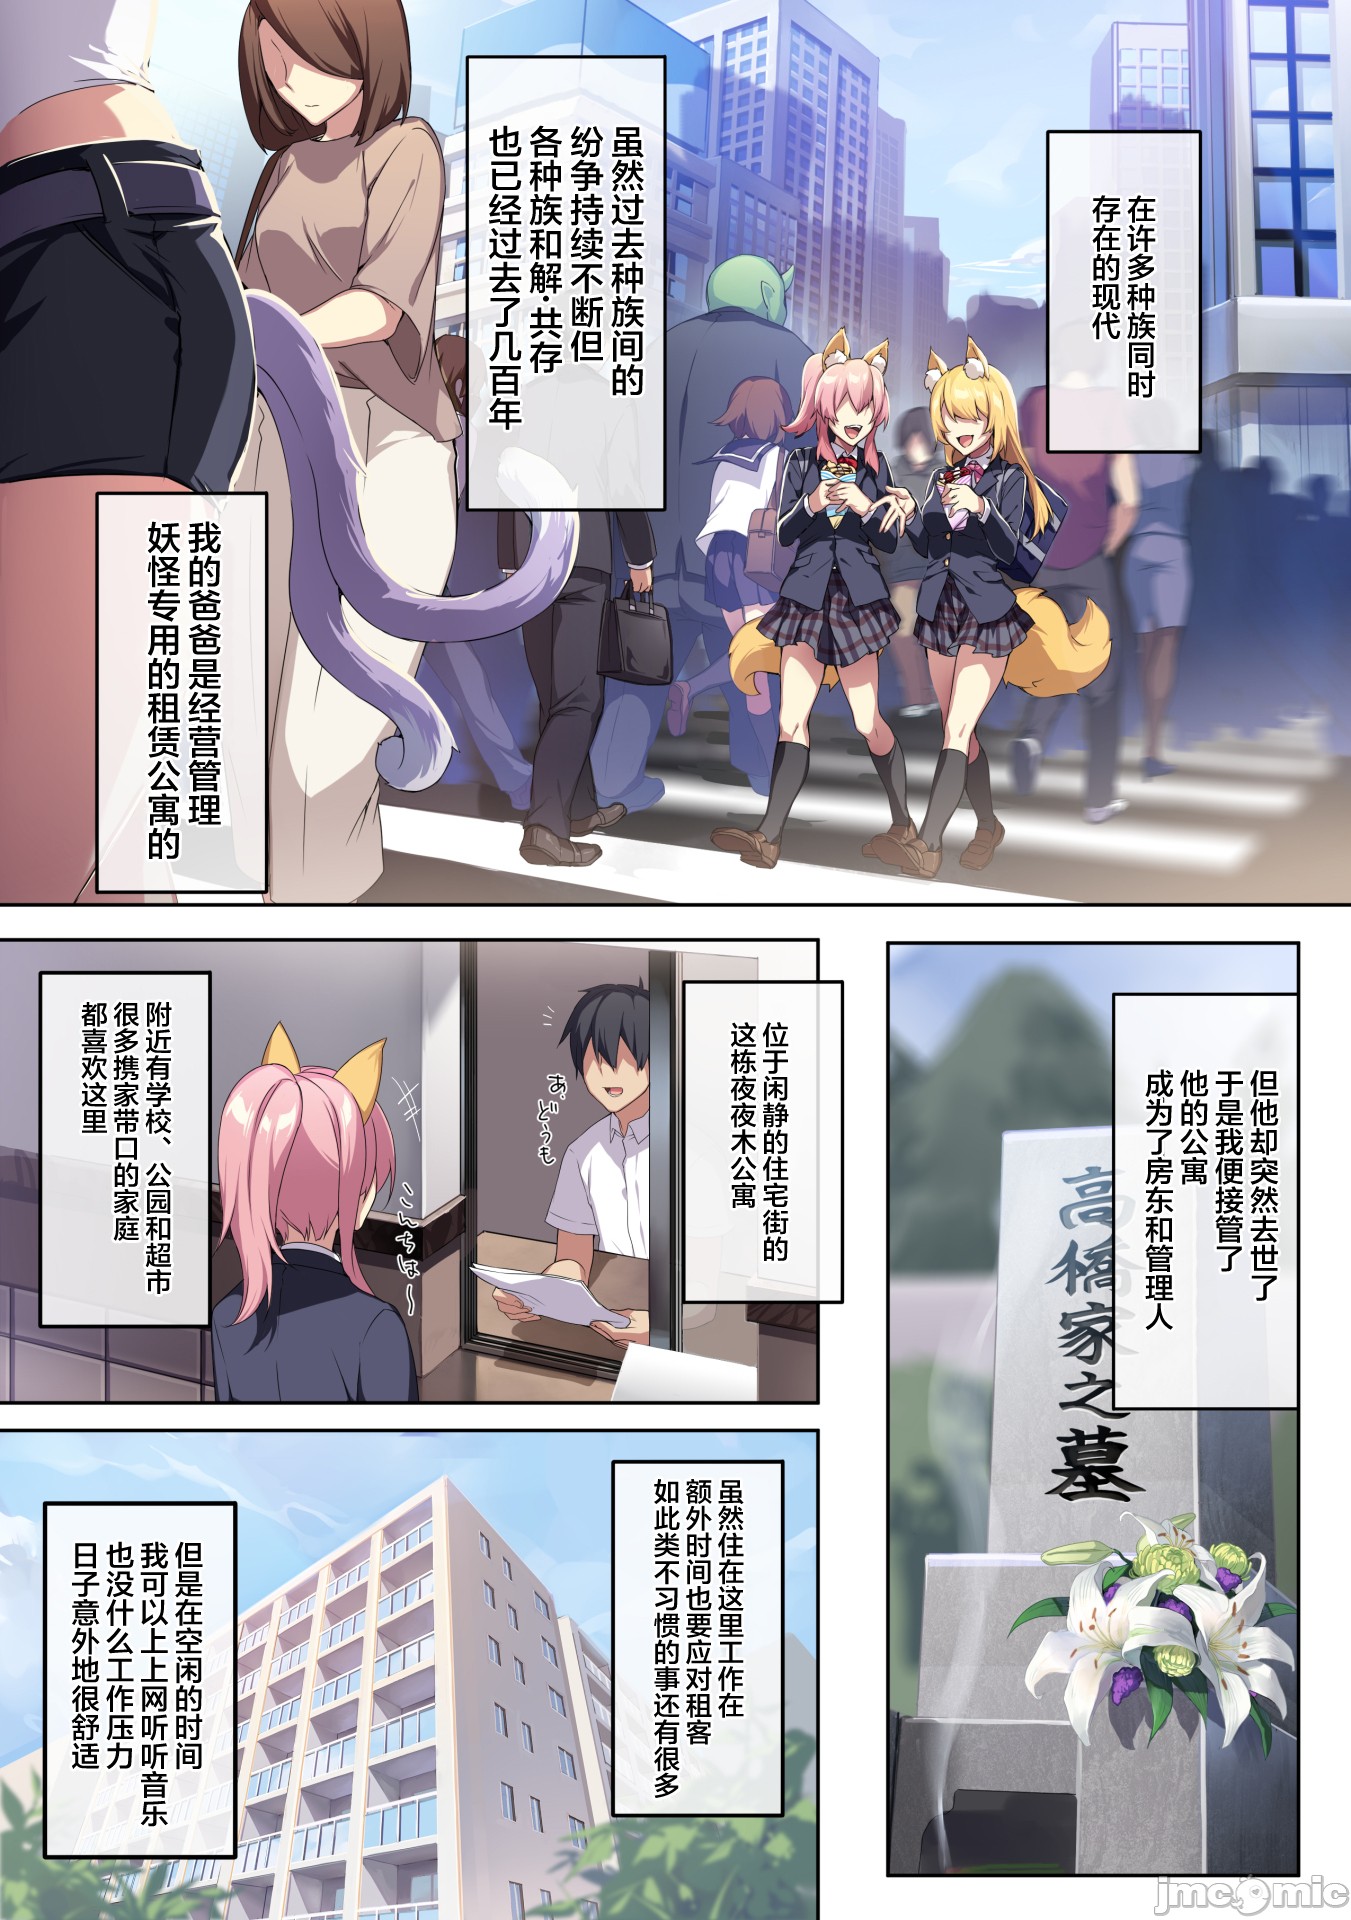 在许多种族同时
存在的现代
虽然过去种族间的
纷争持续不断但
各种族和解·共存
也已经过去了几百年
我的爸爸是经营管理
妖怪专用的租赁公寓的
但他却突然去世了
于是我便接管了
他的公寓
成为了房东和管理人
高橋家之墓
位于闲静的住宅街的
这栋夜夜木公寓
あ、どうも
こんちは〜
附近有学校、公园和超市
很多携家带口的家庭
都喜欢这里
虽然住在这里工作在
额外时间也要应对租客
如此类不习惯的事还有很多
但是在空闲的时间
我可以上上网听听音乐
也没什么工作压力
日子意外地很舒适
jmcomic